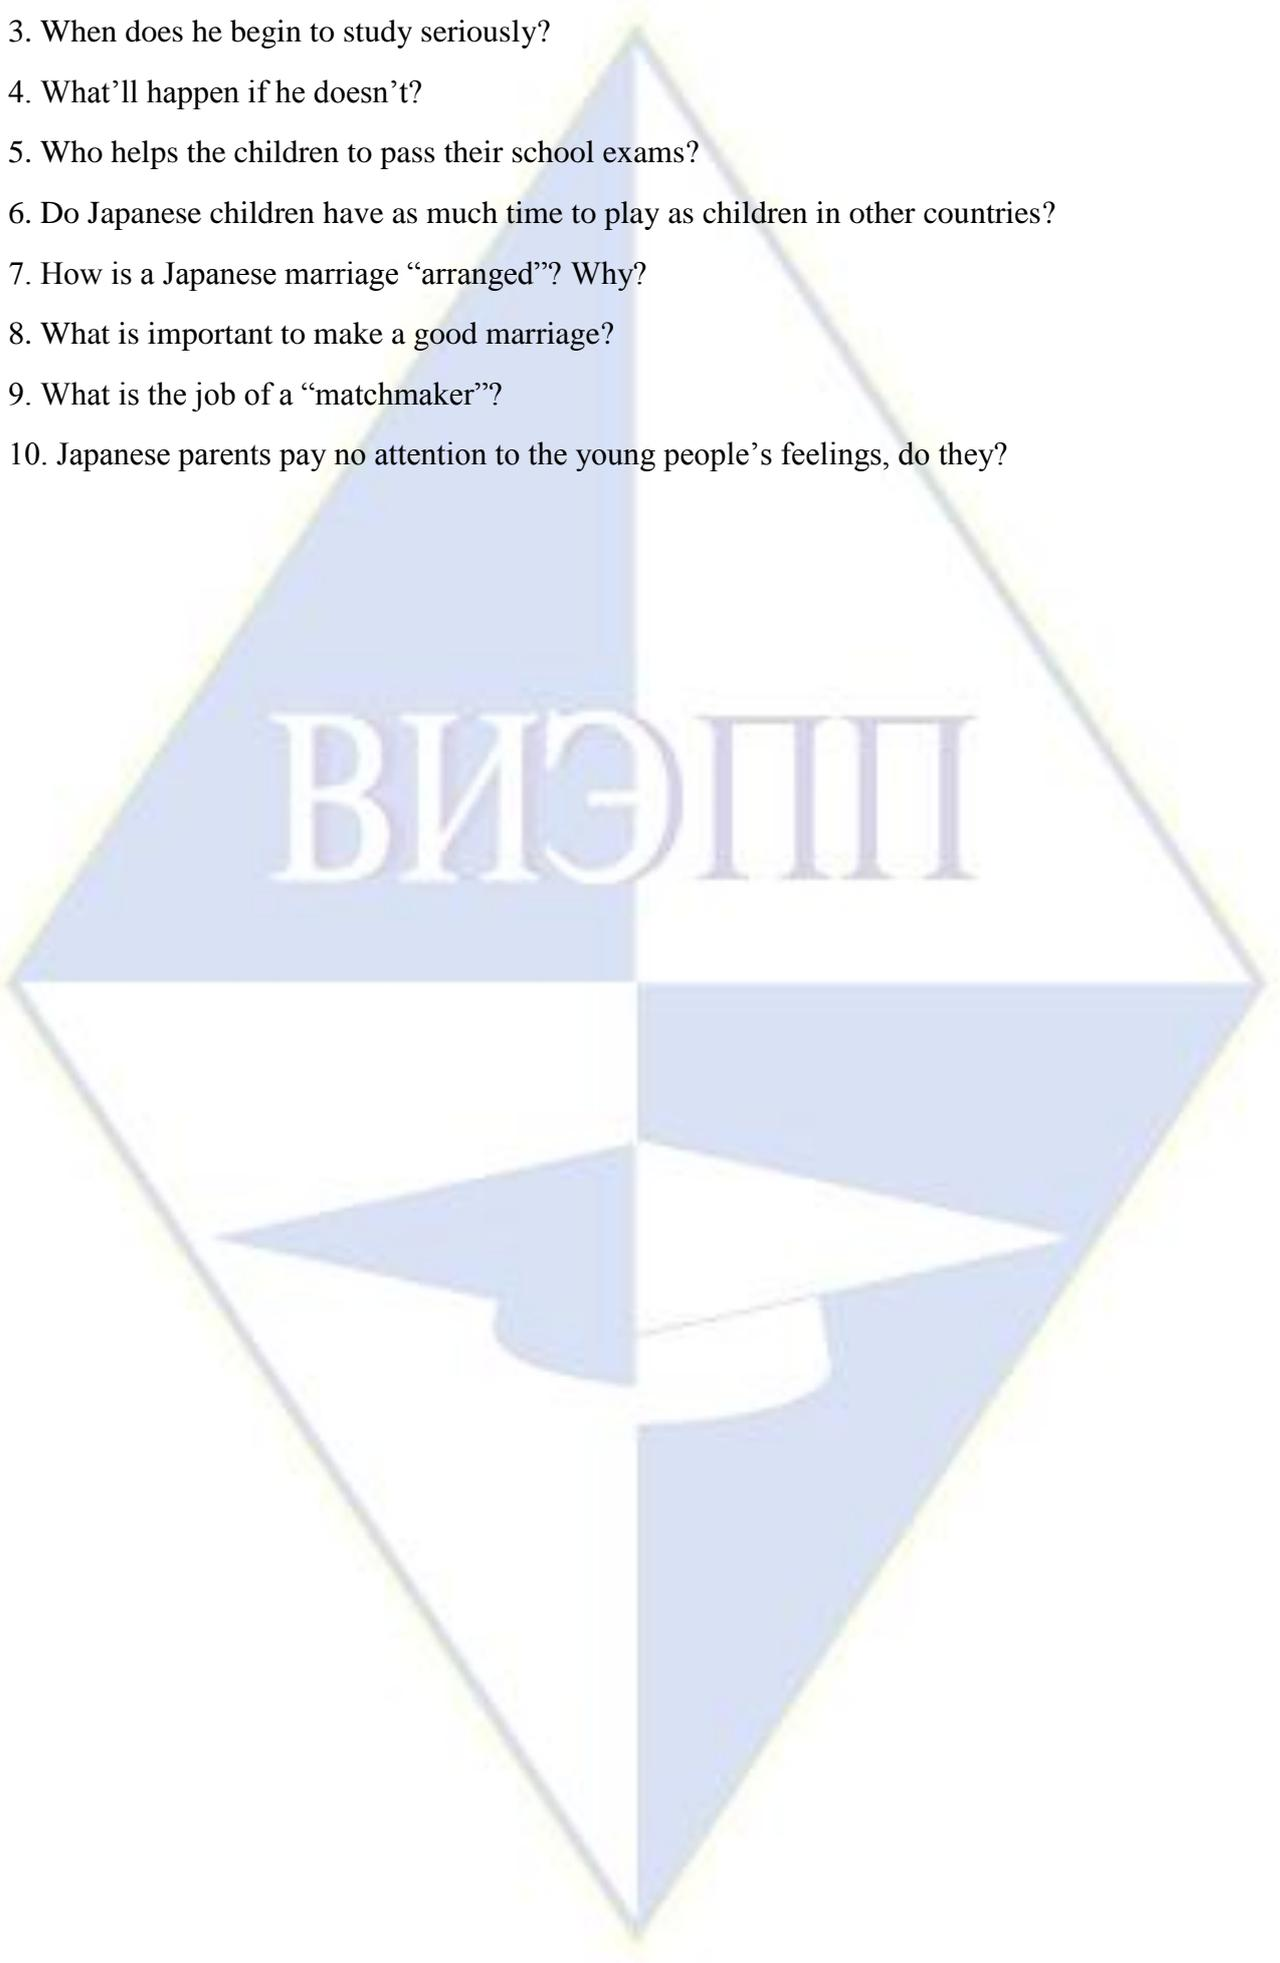 3. When does he begin to study seriously?
4. What’ll happen if he doesn’t?
5. Who helps the children to pass their school exams?
6. Do Japanese children have as much time to play as children in other countries?
7. How is a Japanese marriage “arranged”? Why?
8. What is important to make a good marriage?
9. What is the job of a “matchmaker”?
10. Japanese parents pay no attention to the young people’s feelings, do they?
ВИЭПП